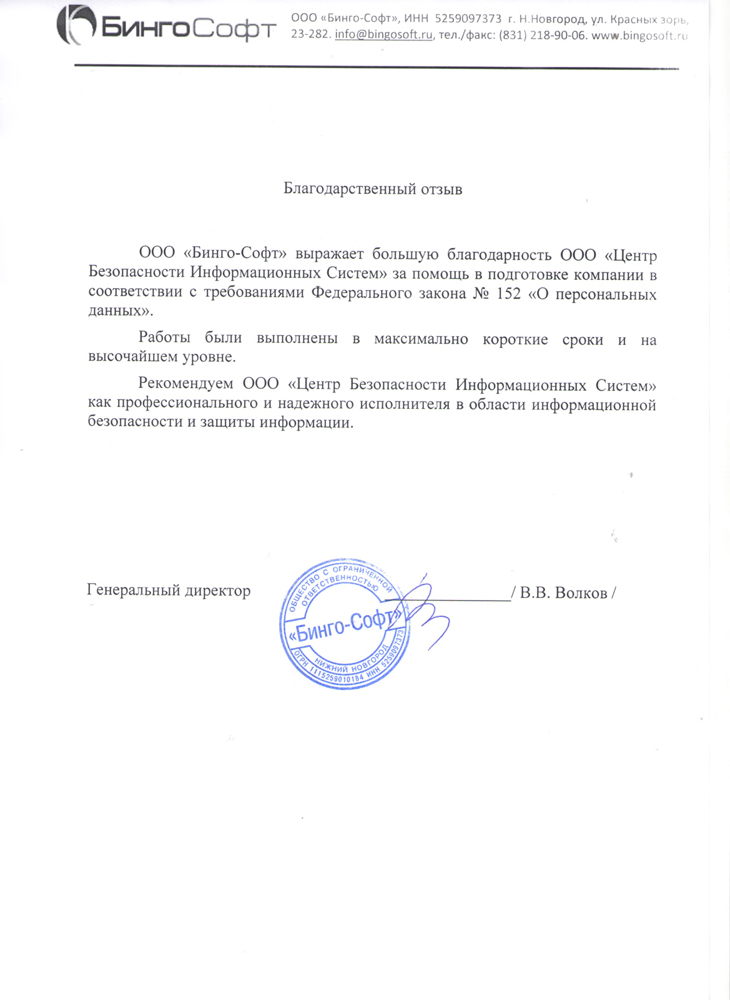 БингоСофт
ООО «Бинго-Софт», ИНН 5259097373 г. Н.Новгород, ул. Красных зорь,
23-282. info@bingosoft.ru, тел./факс: (831) 218-90-06. www.bingosoft.ru
Благодарственный отзыв
ООО «Бинго-Софт» выражает большую благодарность ООО «Центр
Безопасности Информационных Систем» за помощь в подготовке компании в
соответствии с требованиями Федерального закона № 152 «О персональных
данных».
Работы были выполнены в максимально короткие сроки и на
высочайшем уровне.
Рекомендуем ООО «Центр Безопасности Информационных Систем»
как профессионального и надежного исполнителя в области информационной
безопасности и защиты информации.
Генеральный директор / В.В. Волков /
ОБЩЕСТВО С ОГРАНИЧЕННОЙ
ОТВЕТСТВЕННОСТЬЮ
«Бинго-Софт»
НИЖНИЙ НОВГОРОД
ОГРН 1115259010184 ИНН 5259097373